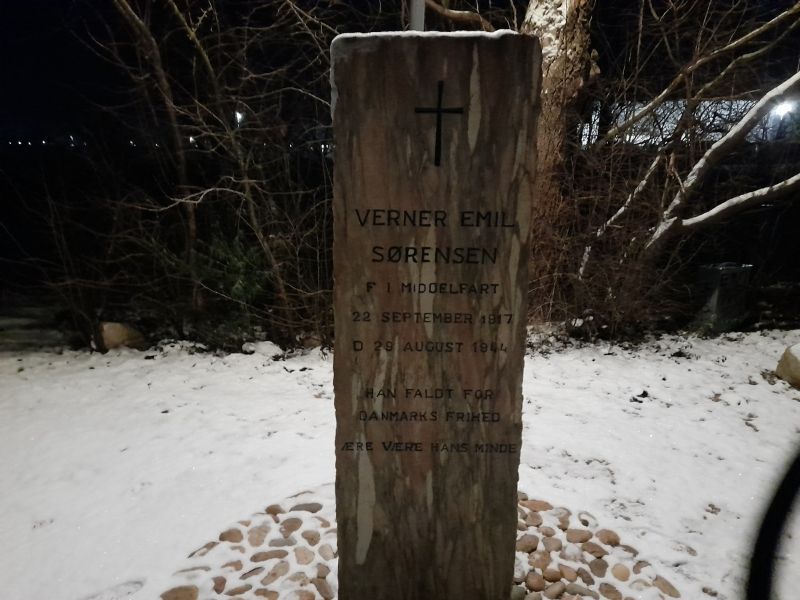 VERNER EMIL
SØRENSEN
F I MIDDELFART
22 SEPTEMBER 1917
D 29 AUGUST 1944
HAN FALDT FOR
DANMARKS FRIHED
ÆRE VÆRE HANS MINDE